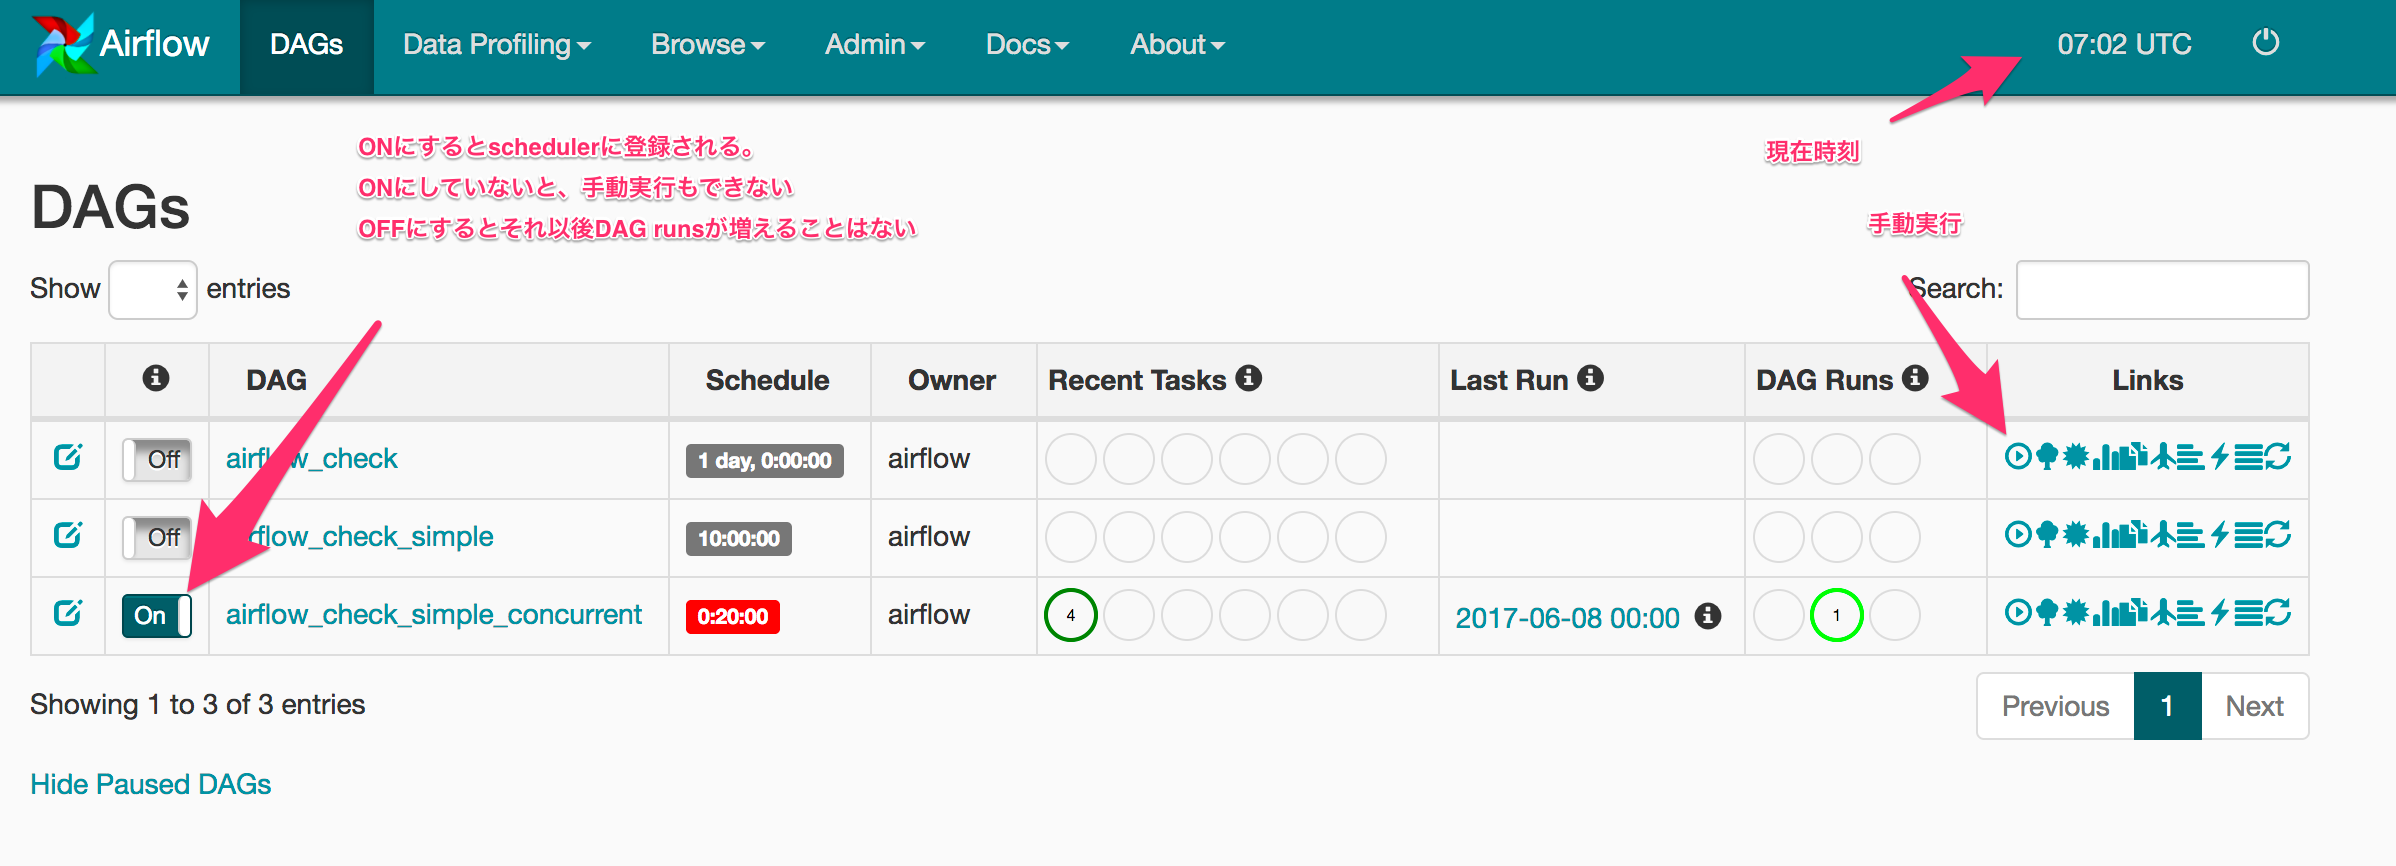 Airflow DAGs Data Profiling Browse Admin Docs About 07:02 UTC
ONにするとschedulerに登録される。
現在時刻
ONにしていないと、手動実行もできない
DAGs
OFFにするとそれ以後DAG runsが増えることはない
手動実行
Show entries Search:
DAG Schedule Owner Recent Tasks Last Run DAG Runs Links
Off airflow_check 1 day, 0:00:00 airflow
Off airflow_check_simple 10:00:00 airflow
On airflow_check_simple_concurrent 0:20:00 airflow 4 2017-06-08 00:00 1
Showing 1 to 3 of 3 entries Previous 1 Next
Hide Paused DAGs